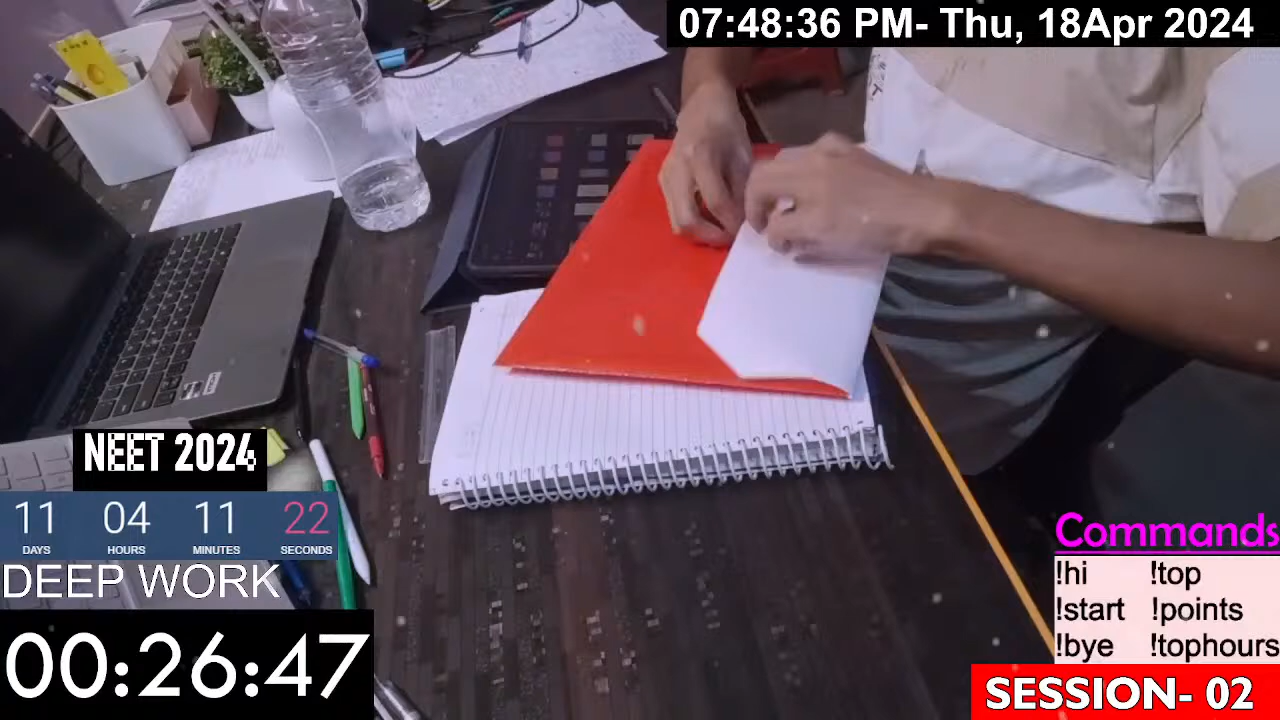 07:48:36 PM- Thu, 18Apr 2024
NEET 2024
11 04 11 22
DAYS HOURS MINUTES SECONDS
DEEP WORK
00:26:47
Commands
!hi !top
!start !points
!bye !tophours
SESSION- 02